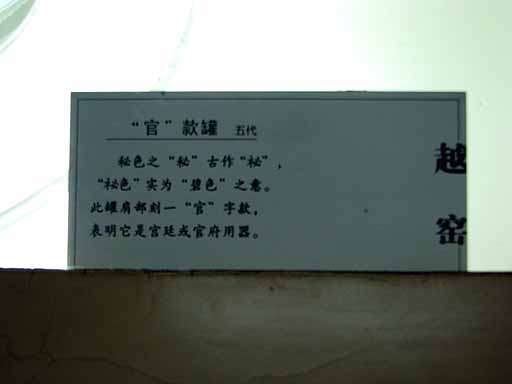 “官”款罐 五代
秘色之“秘”古作“祕”，
“祕色”实为“碧色”之意。
此罐肩部刻一“官”字款，
表明它是宫廷或官府用器。
越
窑